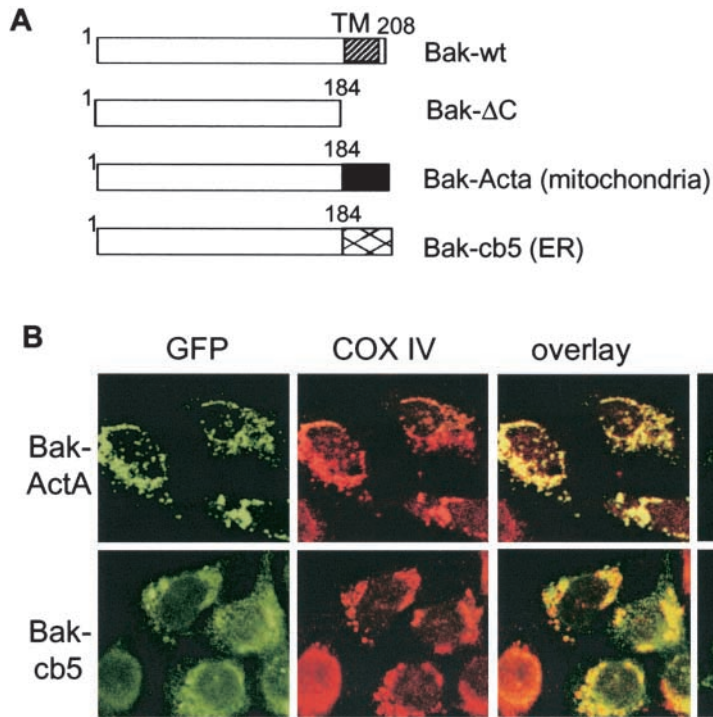 A
TM 208
1
Bak-wt
184
1
Bak-ΔC
184
1
Bak-Acta (mitochondria)
184
1
Bak-cb5 (ER)
B
GFP COX IV overlay
Bak-
ActA
Bak-
cb5